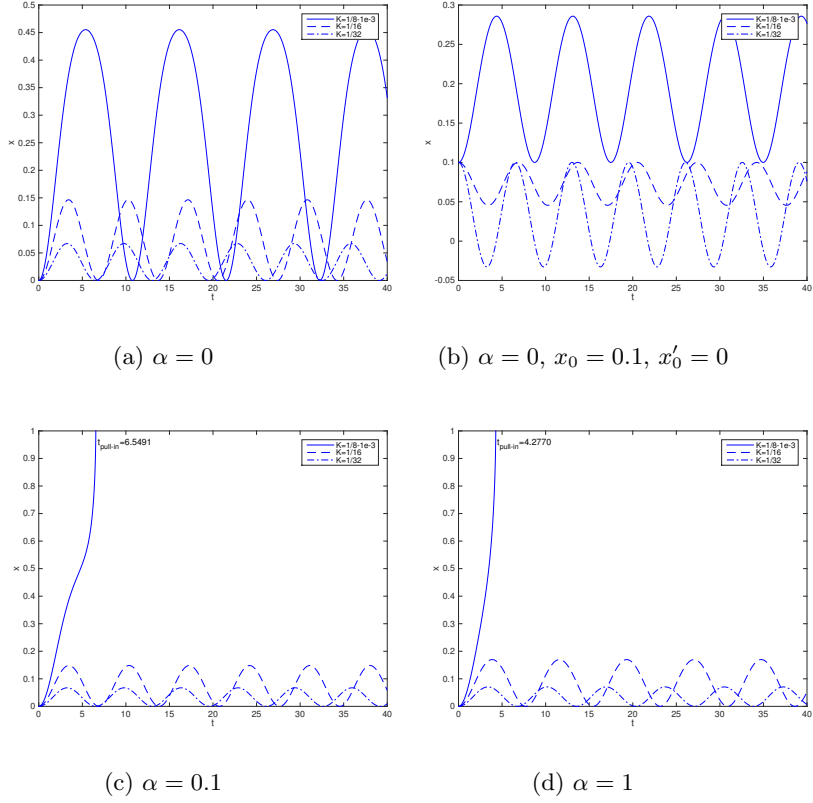 0.5
0.45
0.4
0.35
0.3
0.25
0.2
0.15
0.1
0.05
0
x
0 5 10 15 20 25 30 35 40
t
K=1/8-1e-3
K=1/16
K=1/32
(a) α = 0
0.3
0.25
0.2
0.15
0.1
0.05
0
-0.05
x
0 5 10 15 20 25 30 35 40
t
K=1/8-1e-3
K=1/16
K=1/32
(b) α = 0, x₀ = 0.1, x′₀ = 0
1
0.9
0.8
0.7
0.6
0.5
0.4
0.3
0.2
0.1
0
x
0 5 10 15 20 25 30 35 40
t
t_pull-in=6.5491
K=1/8-1e-3
K=1/16
K=1/32
(c) α = 0.1
1
0.9
0.8
0.7
0.6
0.5
0.4
0.3
0.2
0.1
0
x
0 5 10 15 20 25 30 35 40
t
t_pull-in=4.2770
K=1/8-1e-3
K=1/16
K=1/32
(d) α = 1